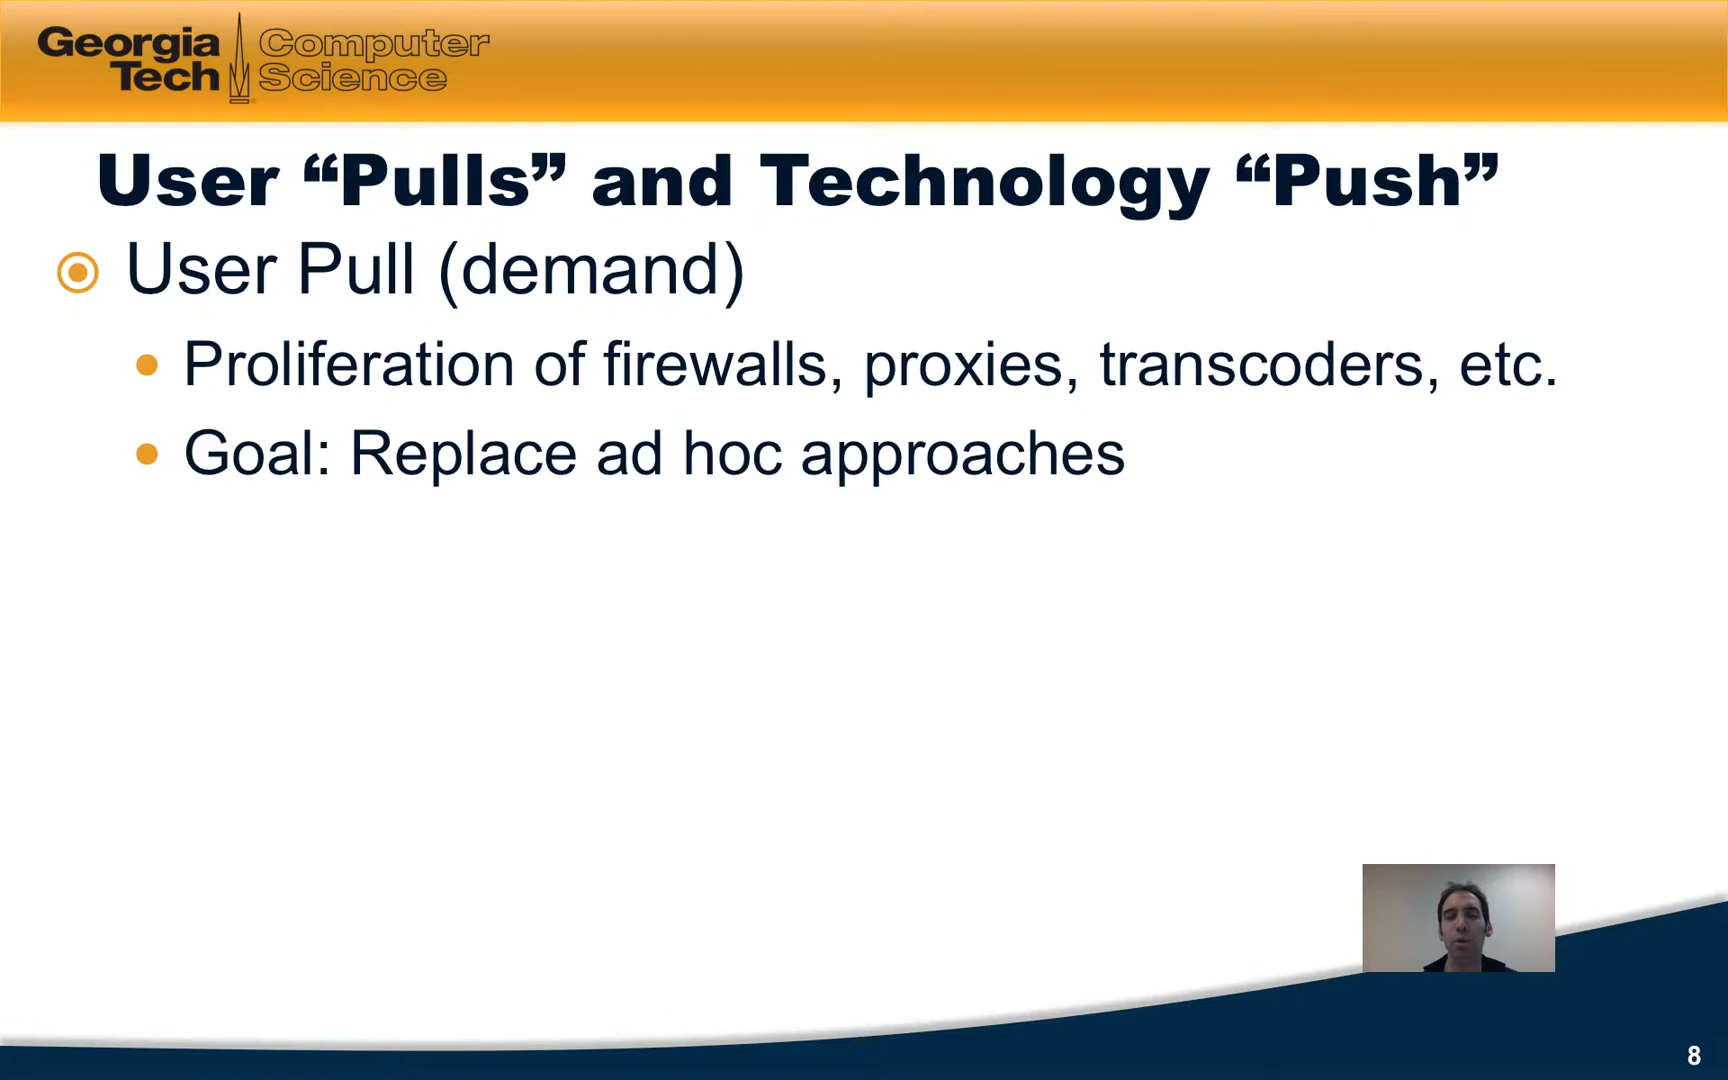 Georgia Tech
Computer Science
User “Pulls” and Technology “Push”
User Pull (demand)
Proliferation of firewalls, proxies, transcoders, etc.
Goal: Replace ad hoc approaches
8